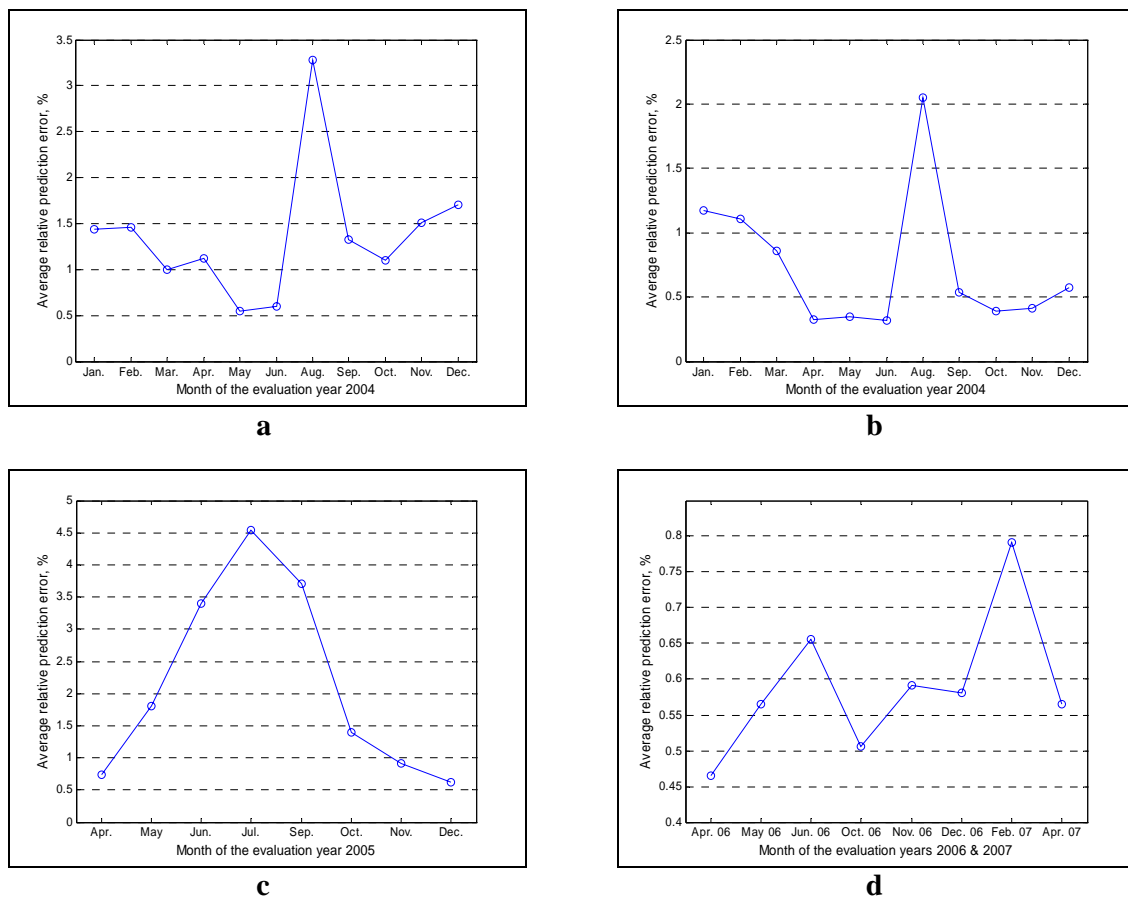 3.5
3
2.5
2
1.5
1
0.5
0
Average relative prediction error, %
Jan. Feb. Mar. Apr. May Jun. Aug. Sep. Oct. Nov. Dec.
Month of the evaluation year 2004
a
2.5
2
1.5
1
0.5
0
Average relative prediction error, %
Jan. Feb. Mar. Apr. May Jun. Aug. Sep. Oct. Nov. Dec.
Month of the evaluation year 2004
b
5
4.5
4
3.5
3
2.5
2
1.5
1
0.5
0
Average relative prediction error, %
Apr. May Jun. Jul. Sep. Oct. Nov. Dec.
Month of the evaluation year 2005
c
0.8
0.75
0.7
0.65
0.6
0.55
0.5
0.45
0.4
Average relative prediction error, %
Apr. 06 May 06 Jun. 06 Oct. 06 Nov. 06 Dec. 06 Feb. 07 Apr. 07
Month of the evaluation years 2006 & 2007
d